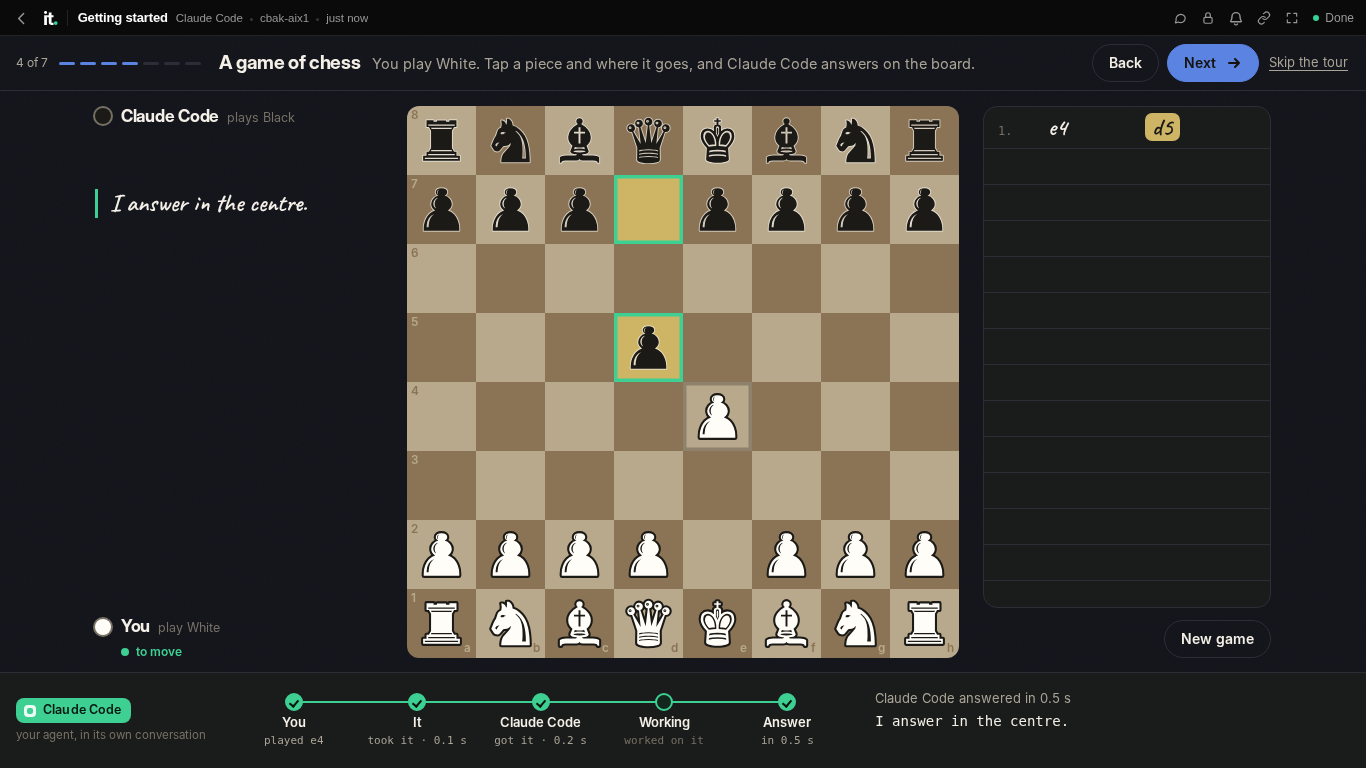 it.
Getting started Claude Code • cbak-aix1 • just now
Done
4 of 7
A game of chess You play White. Tap a piece and where it goes, and Claude Code answers on the board.
Back
Next
Skip the tour
Claude Code plays Black
I answer in the centre.
8
7
6
5
4
3
2
1
a b c d e f g h
1. e4 d5
You play White
to move
New game
Claude Code
your agent, in its own conversation
You
played e4
It
took it · 0.1 s
Claude Code
got it · 0.2 s
Working
worked on it
Answer
in 0.5 s
Claude Code answered in 0.5 s
I answer in the centre.